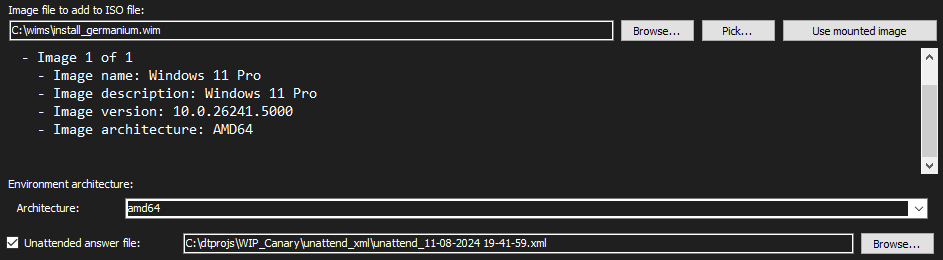 Image file to add to ISO file:
C:\wims\install_germanium.wim Browse... Pick... Use mounted image
- Image 1 of 1
- Image name: Windows 11 Pro
- Image description: Windows 11 Pro
- Image version: 10.0.26241.5000
- Image architecture: AMD64
Environment architecture:
Architecture: amd64
Unattended answer file: C:\dtprojs\WIP_Canary\unattend_xml\unattend_11-08-2024 19-41-59.xml Browse...